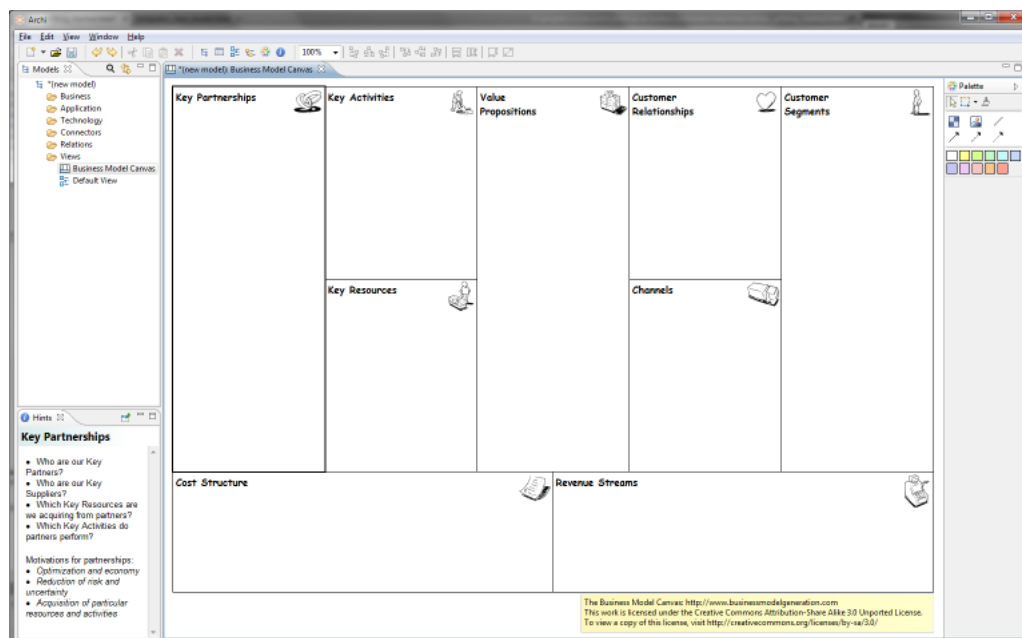 Archi
File Edit View Window Help
100%
Models
*(new model): Business Model Canvas
Palette
*(new model)
Business
Application
Technology
Connectors
Relations
Views
Business Model Canvas
Default View
Key Partnerships
Key Activities
Value
Propositions
Customer
Relationships
Customer
Segments
Key Resources
Channels
Cost Structure
Revenue Streams
Hints
Key Partnerships
• Who are our Key
Partners?
• Who are our Key
Suppliers?
• Which Key Resources are
we acquiring from partners?
• Which Key Activities do
partners perform?
Motivations for partnerships:
• Optimization and economy
• Reduction of risk and
uncertainty
• Acquisition of particular
resources and activities
The Business Model Canvas: http://www.businessmodelgeneration.com
This work is licensed under the Creative Commons Attribution-Share Alike 3.0 Unported License.
To view a copy of this license, visit http://creativecommons.org/licenses/by-sa/3.0/